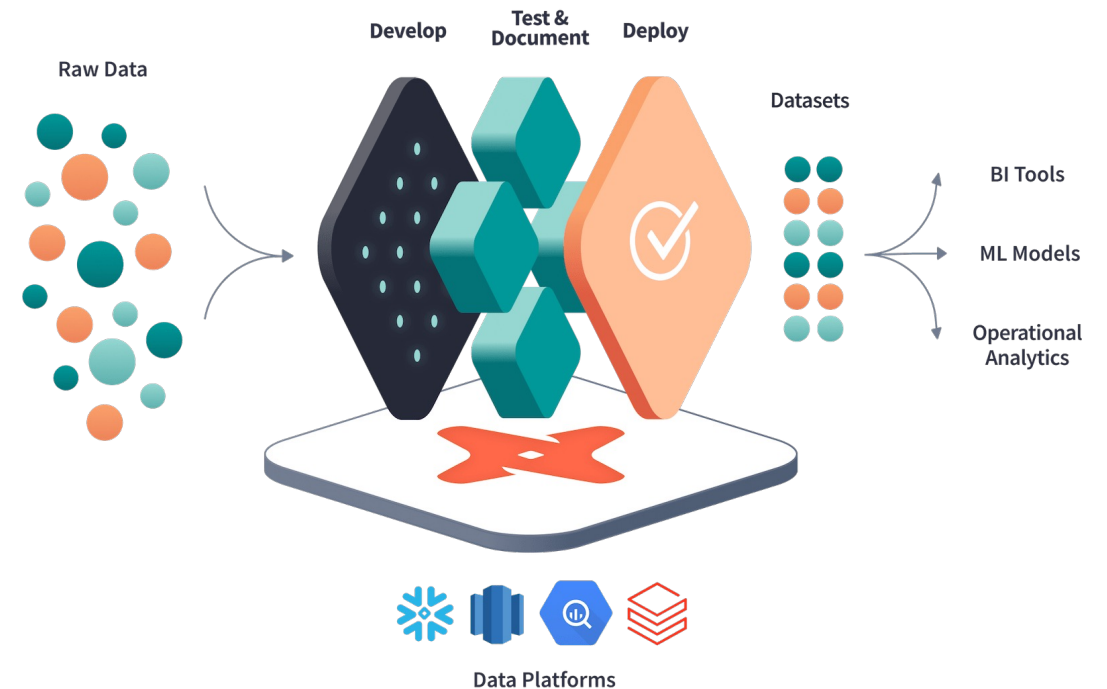 Raw Data
Develop
Test &
Document
Deploy
Datasets
BI Tools
ML Models
Operational
Analytics
Data Platforms